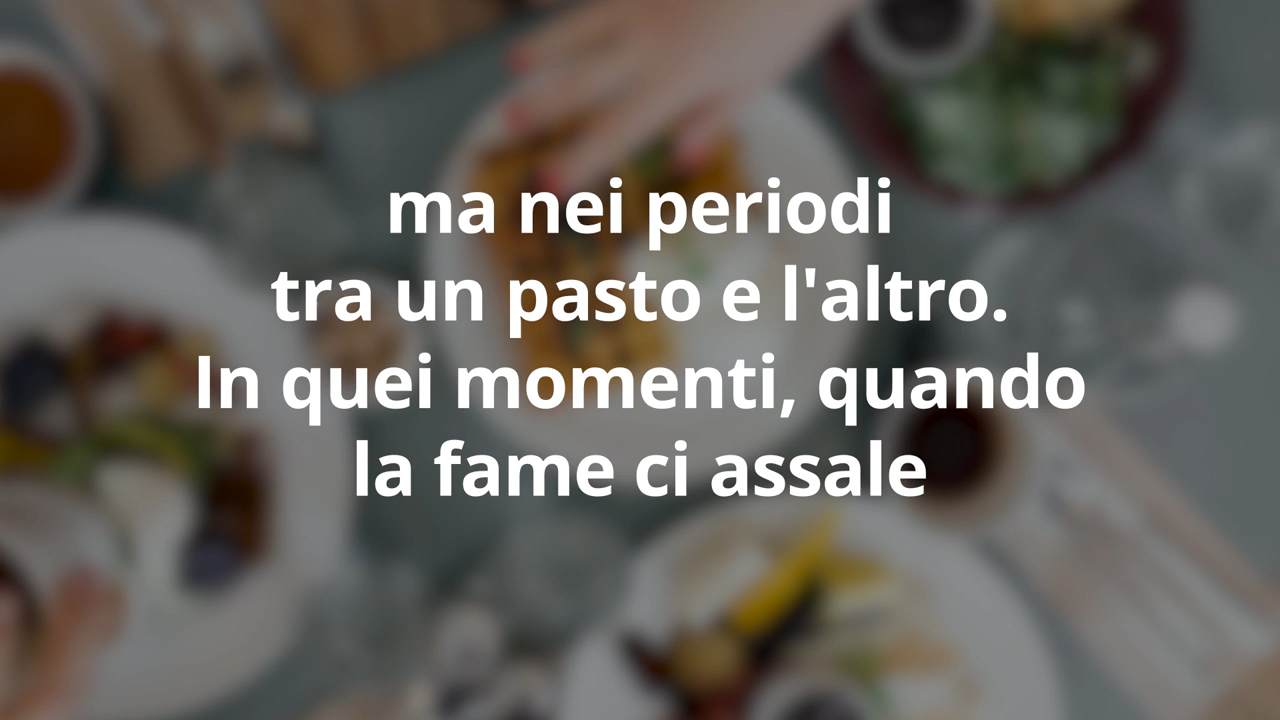 ma nei periodi
tra un pasto e l'altro.
In quei momenti, quando
la fame ci assale